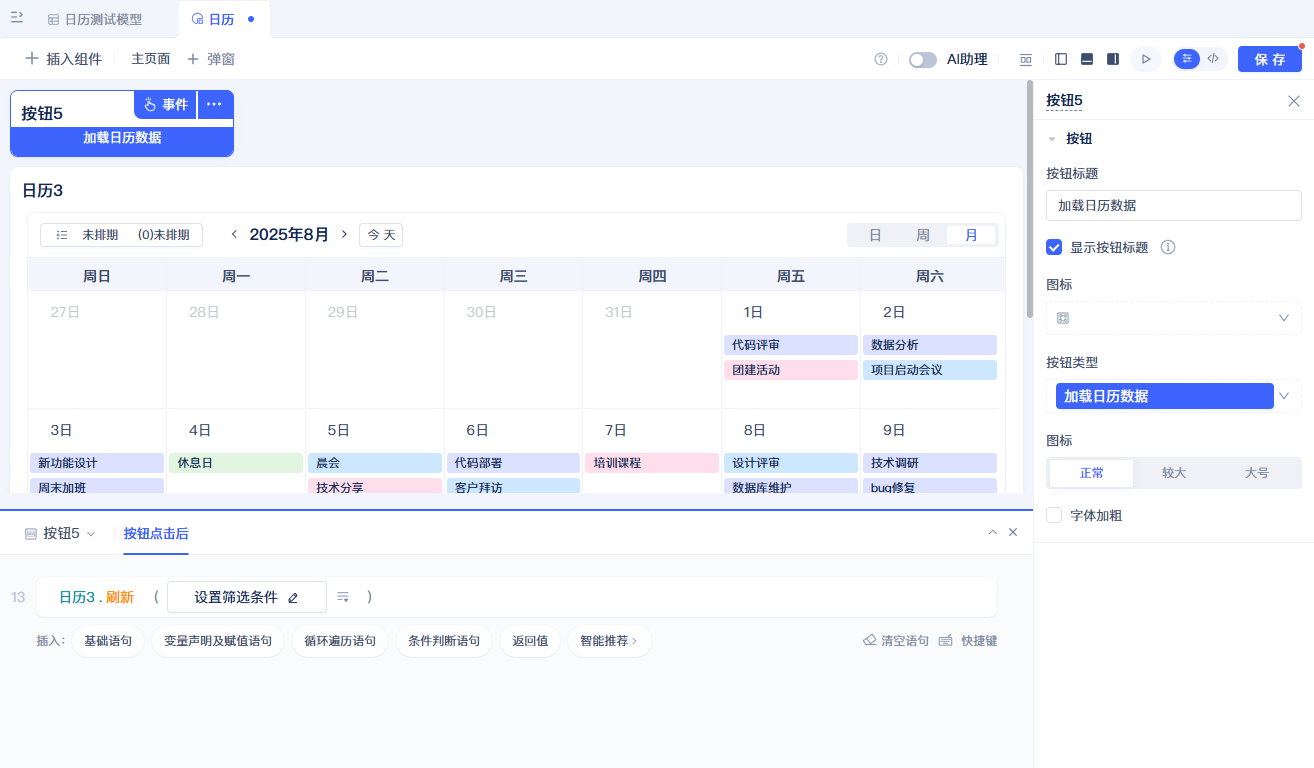 日历测试模型
日历
插入组件
主页面
弹窗
AI助理
保 存
按钮5
事件
加载日历数据
日历3
未排期 (0)未排期
2025年8月
今 天
日 周 月
周日 周一 周二 周三 周四 周五 周六
27日 28日 29日 30日 31日 1日 2日
代码评审 数据分析
团建活动 项目启动会议
3日 4日 5日 6日 7日 8日 9日
新功能设计 休息日 晨会 代码部署 培训课程 设计评审 技术调研
周末加班 技术分享 客户拜访 数据库维护 bug修复
按钮5
按钮点击后
13 日历3 . 刷新 ( 设置筛选条件 )
插入: 基础语句 变量声明及赋值语句 循环遍历语句 条件判断语句 返回值 智能推荐 清空语句 快捷键
按钮5
按钮
按钮标题
加载日历数据
显示按钮标题
图标
按钮类型
加载日历数据
图标
正常 较大 大号
字体加粗